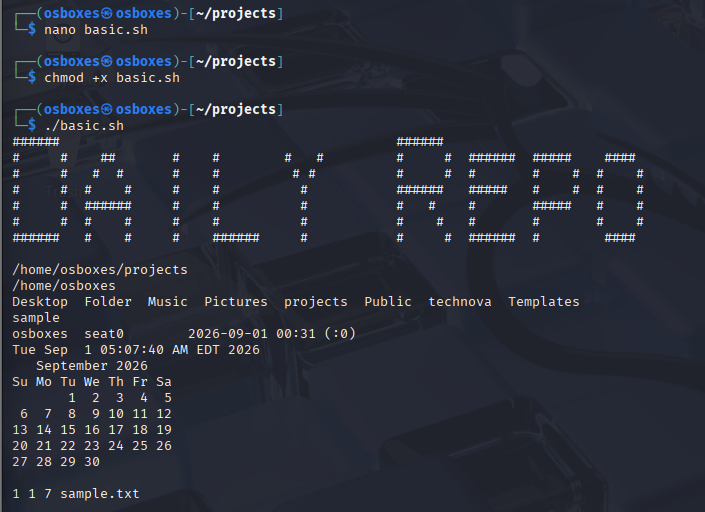 ┌──(osboxes㉿osboxes)-[~/projects]
└─$ nano basic.sh

┌──(osboxes㉿osboxes)-[~/projects]
└─$ chmod +x basic.sh

┌──(osboxes㉿osboxes)-[~/projects]
└─$ ./basic.sh
DAILY REPO

/home/osboxes/projects
/home/osboxes
Desktop  Folder  Music  Pictures  projects  Public  technova  Templates
sample
osboxes  seat0        2026-09-01 00:31 (:0)
Tue Sep  1 05:07:40 AM EDT 2026
   September 2026
Su Mo Tu We Th Fr Sa
       1  2  3  4  5
 6  7  8  9 10 11 12
13 14 15 16 17 18 19
20 21 22 23 24 25 26
27 28 29 30

1 1 7 sample.txt